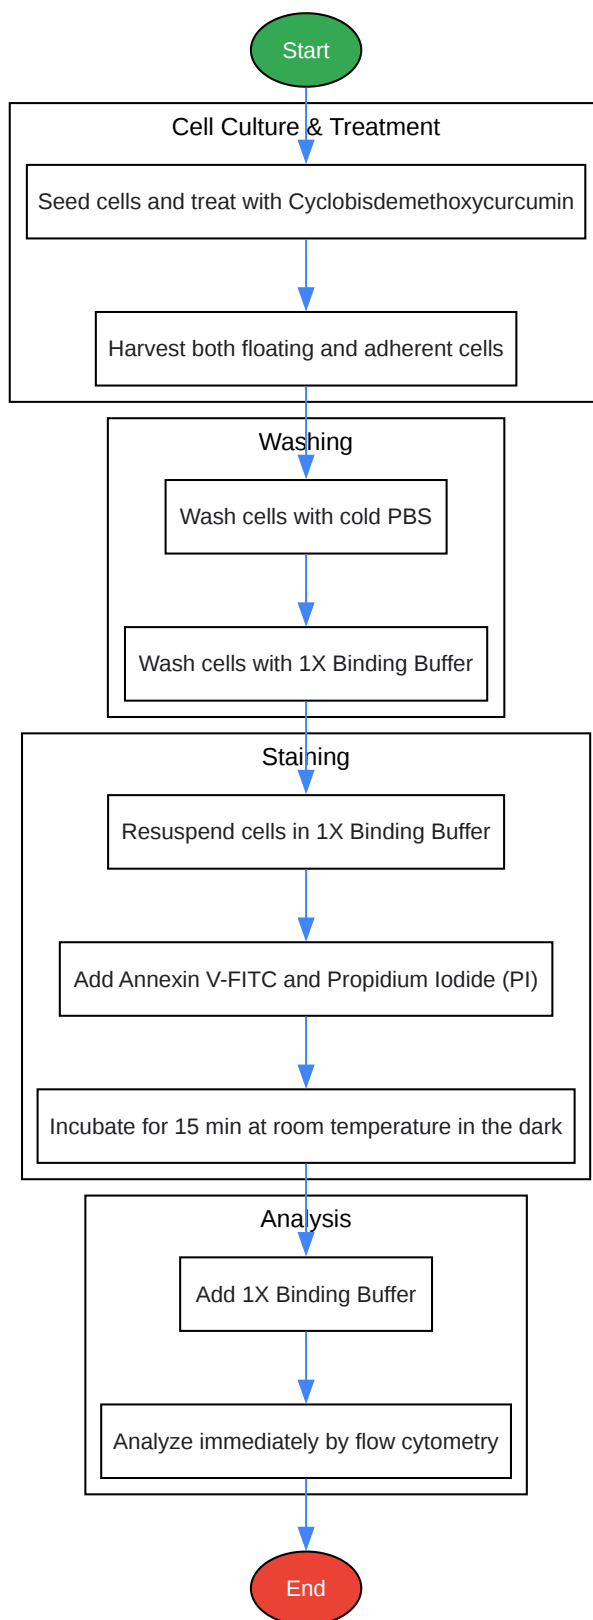 Start
Cell Culture & Treatment
Seed cells and treat with Cyclobisdemethoxycurcumin
Harvest both floating and adherent cells
Washing
Wash cells with cold PBS
Wash cells with 1X Binding Buffer
Staining
Resuspend cells in 1X Binding Buffer
Add Annexin V-FITC and Propidium Iodide (PI)
Incubate for 15 min at room temperature in the dark
Analysis
Add 1X Binding Buffer
Analyze immediately by flow cytometry
End